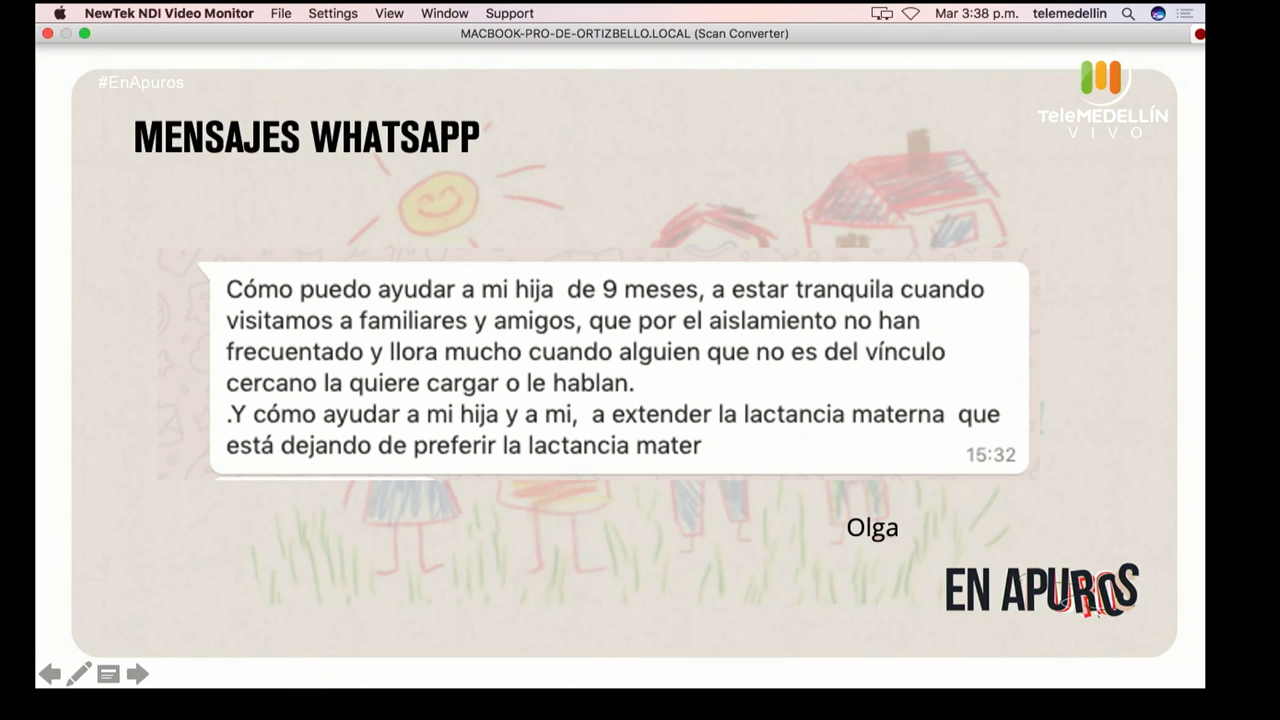 NewTek NDI Video Monitor File Settings View Window Support Mar 3:38 p.m. telemedellin
MACBOOK-PRO-DE-ORTIZBELLO.LOCAL (Scan Converter)
#EnApuros
TeleMEDELLÍN
VIVO
MENSAJES WHATSAPP
Cómo puedo ayudar a mi hija de 9 meses, a estar tranquila cuando
visitamos a familiares y amigos, que por el aislamiento no han
frecuentado y llora mucho cuando alguien que no es del vínculo
cercano la quiere cargar o le hablan.
.Y cómo ayudar a mi hija y a mi, a extender la lactancia materna que
está dejando de preferir la lactancia mater
15:32
Olga
EN APUROS